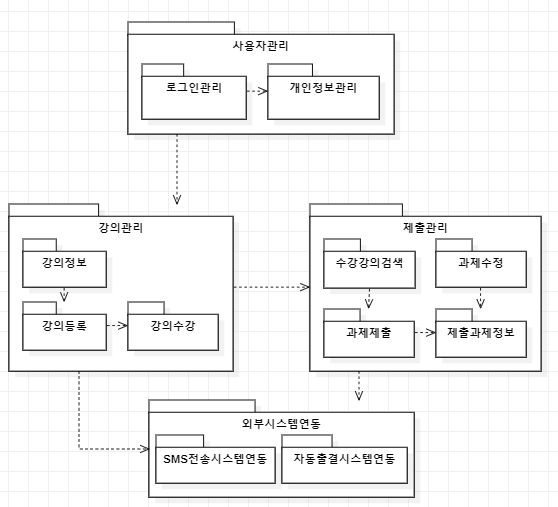 사용자관리
로그인관리
개인정보관리
강의관리
강의정보
강의등록
강의수강
제출관리
수강강의검색
과제수정
과제제출
제출과제정보
외부시스템연동
SMS전송시스템연동
자동출결시스템연동